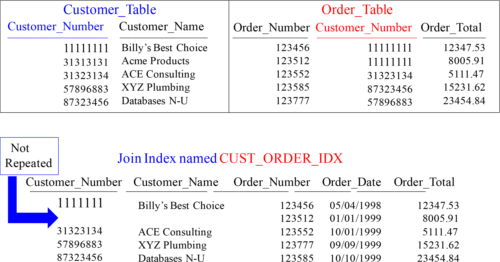 Customer_Table Order_Table
Customer_Number Customer_Name Order_Number Customer_Number Order_Total
11111111 Billy's Best Choice 123456 11111111 12347.53
31313131 Acme Products 123512 11111111 8005.91
31323134 ACE Consulting 123552 31323134 5111.47
57896883 XYZ Plumbing 123585 87323456 15231.62
87323456 Databases N-U 123777 57896883 23454.84
Not
Repeated
Join Index named CUST_ORDER_IDX
Customer_Number Customer_Name Order_Number Order_Date Order_Total
1111111 Billy's Best Choice 123456 05/04/1998 12347.53
123512 01/01/1999 8005.91
31323134 ACE Consulting 123552 10/01/1999 5111.47
57896883 XYZ Plumbing 123777 09/09/1999 15231.62
87323456 Databases N-U 123585 10/10/1999 23454.84